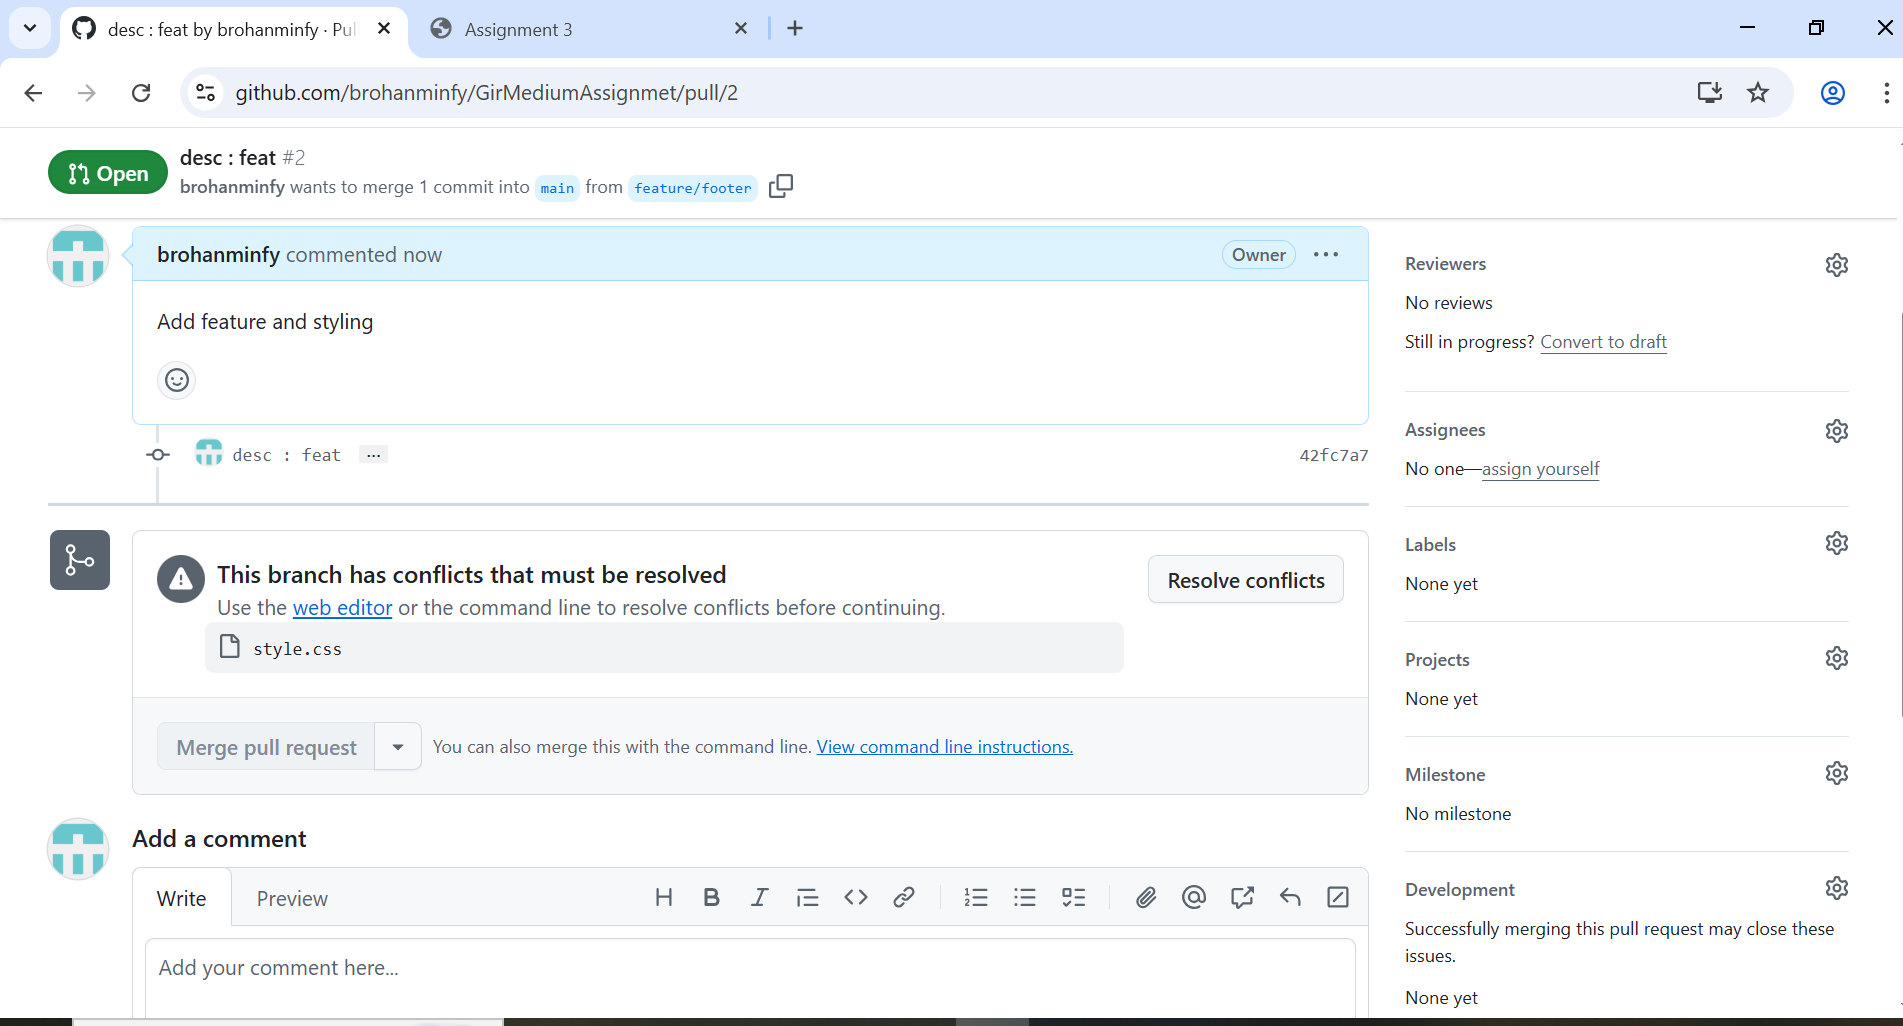 desc : feat by brohanminfy · Pul
Assignment 3
github.com/brohanminfy/GirMediumAssignmet/pull/2
Open
desc : feat #2
brohanminfy wants to merge 1 commit into main from feature/footer
brohanminfy commented now
Owner
Add feature and styling
desc : feat ...
42fc7a7
This branch has conflicts that must be resolved
Use the web editor or the command line to resolve conflicts before continuing.
style.css
Resolve conflicts
Merge pull request
You can also merge this with the command line. View command line instructions.
Add a comment
Write
Preview
Add your comment here...
Reviewers
No reviews
Still in progress? Convert to draft
Assignees
No one—assign yourself
Labels
None yet
Projects
None yet
Milestone
No milestone
Development
Successfully merging this pull request may close these
issues.
None yet